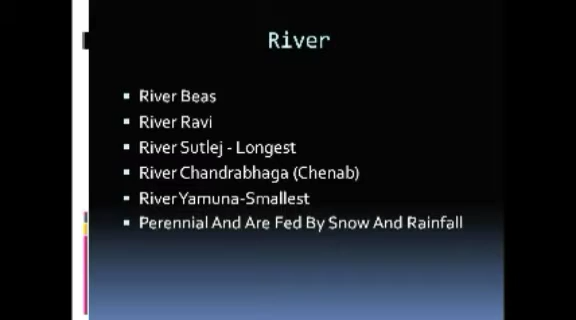 River
River Beas
River Ravi
River Sutlej - Longest
River Chandrabhaga (Chenab)
River Yamuna-Smallest
Perennial And Are Fed By Snow And Rainfall